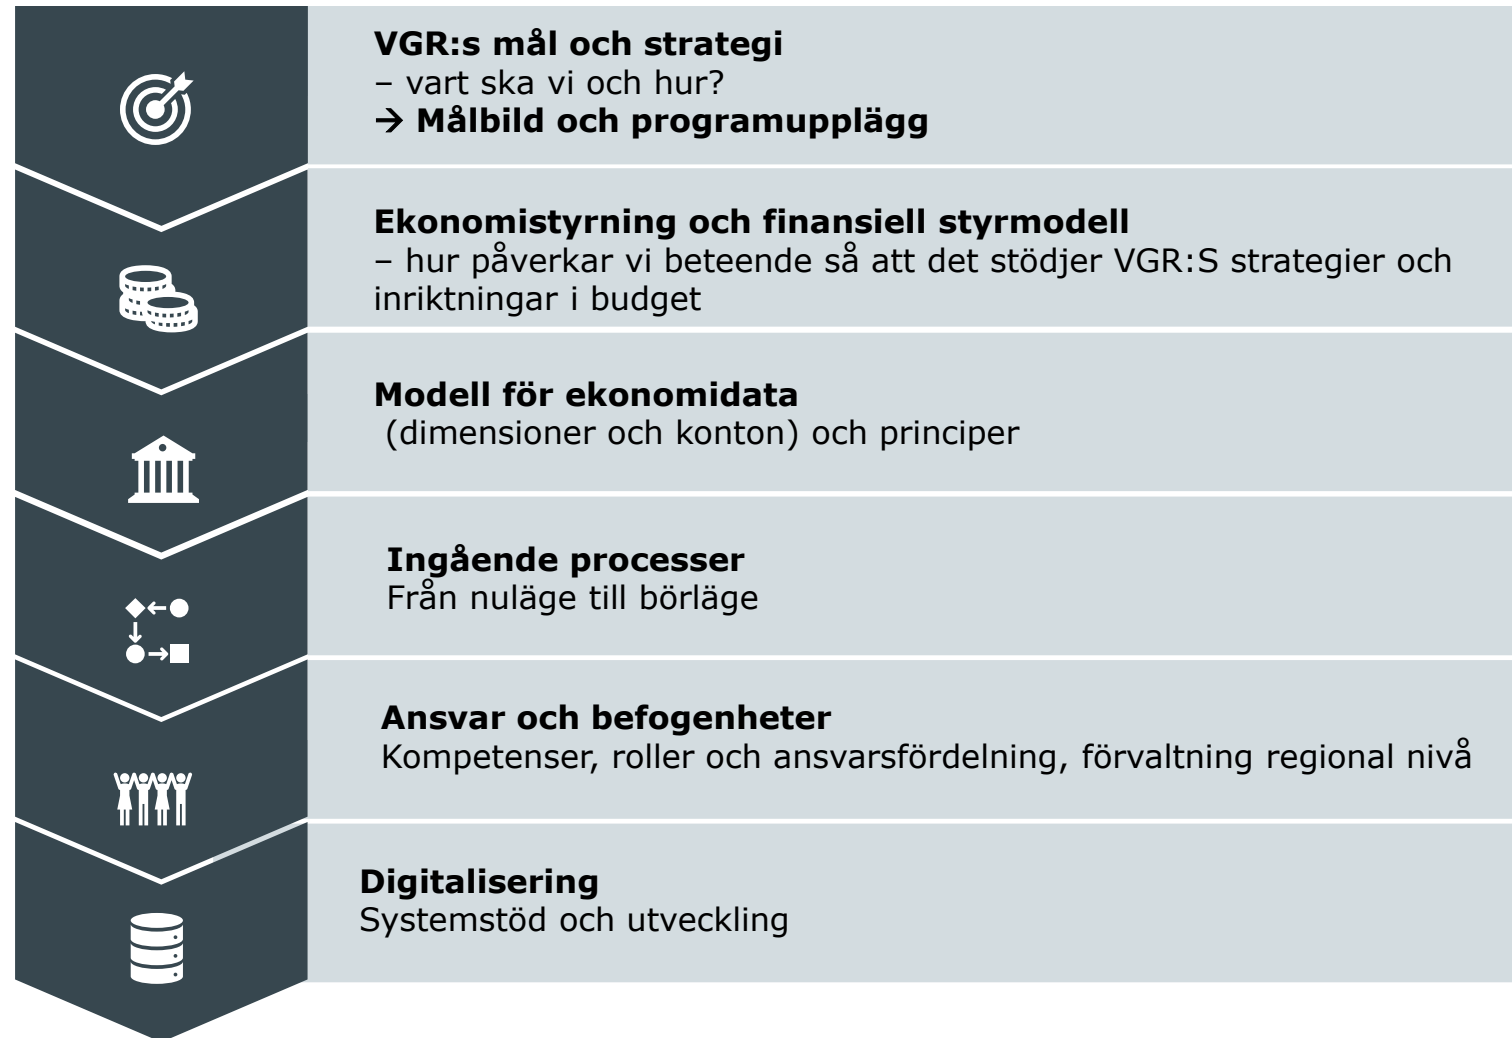 VGR:s mål och strategi
– vart ska vi och hur?
→ Målbild och programupplägg
Ekonomistyrning och finansiell styrmodell
– hur påverkar vi beteende så att det stödjer VGR:S strategier och
inriktningar i budget
Modell för ekonomidata
(dimensioner och konton) och principer
Ingående processer
Från nuläge till börläge
Ansvar och befogenheter
Kompetenser, roller och ansvarsfördelning, förvaltning regional nivå
Digitalisering
Systemstöd och utveckling